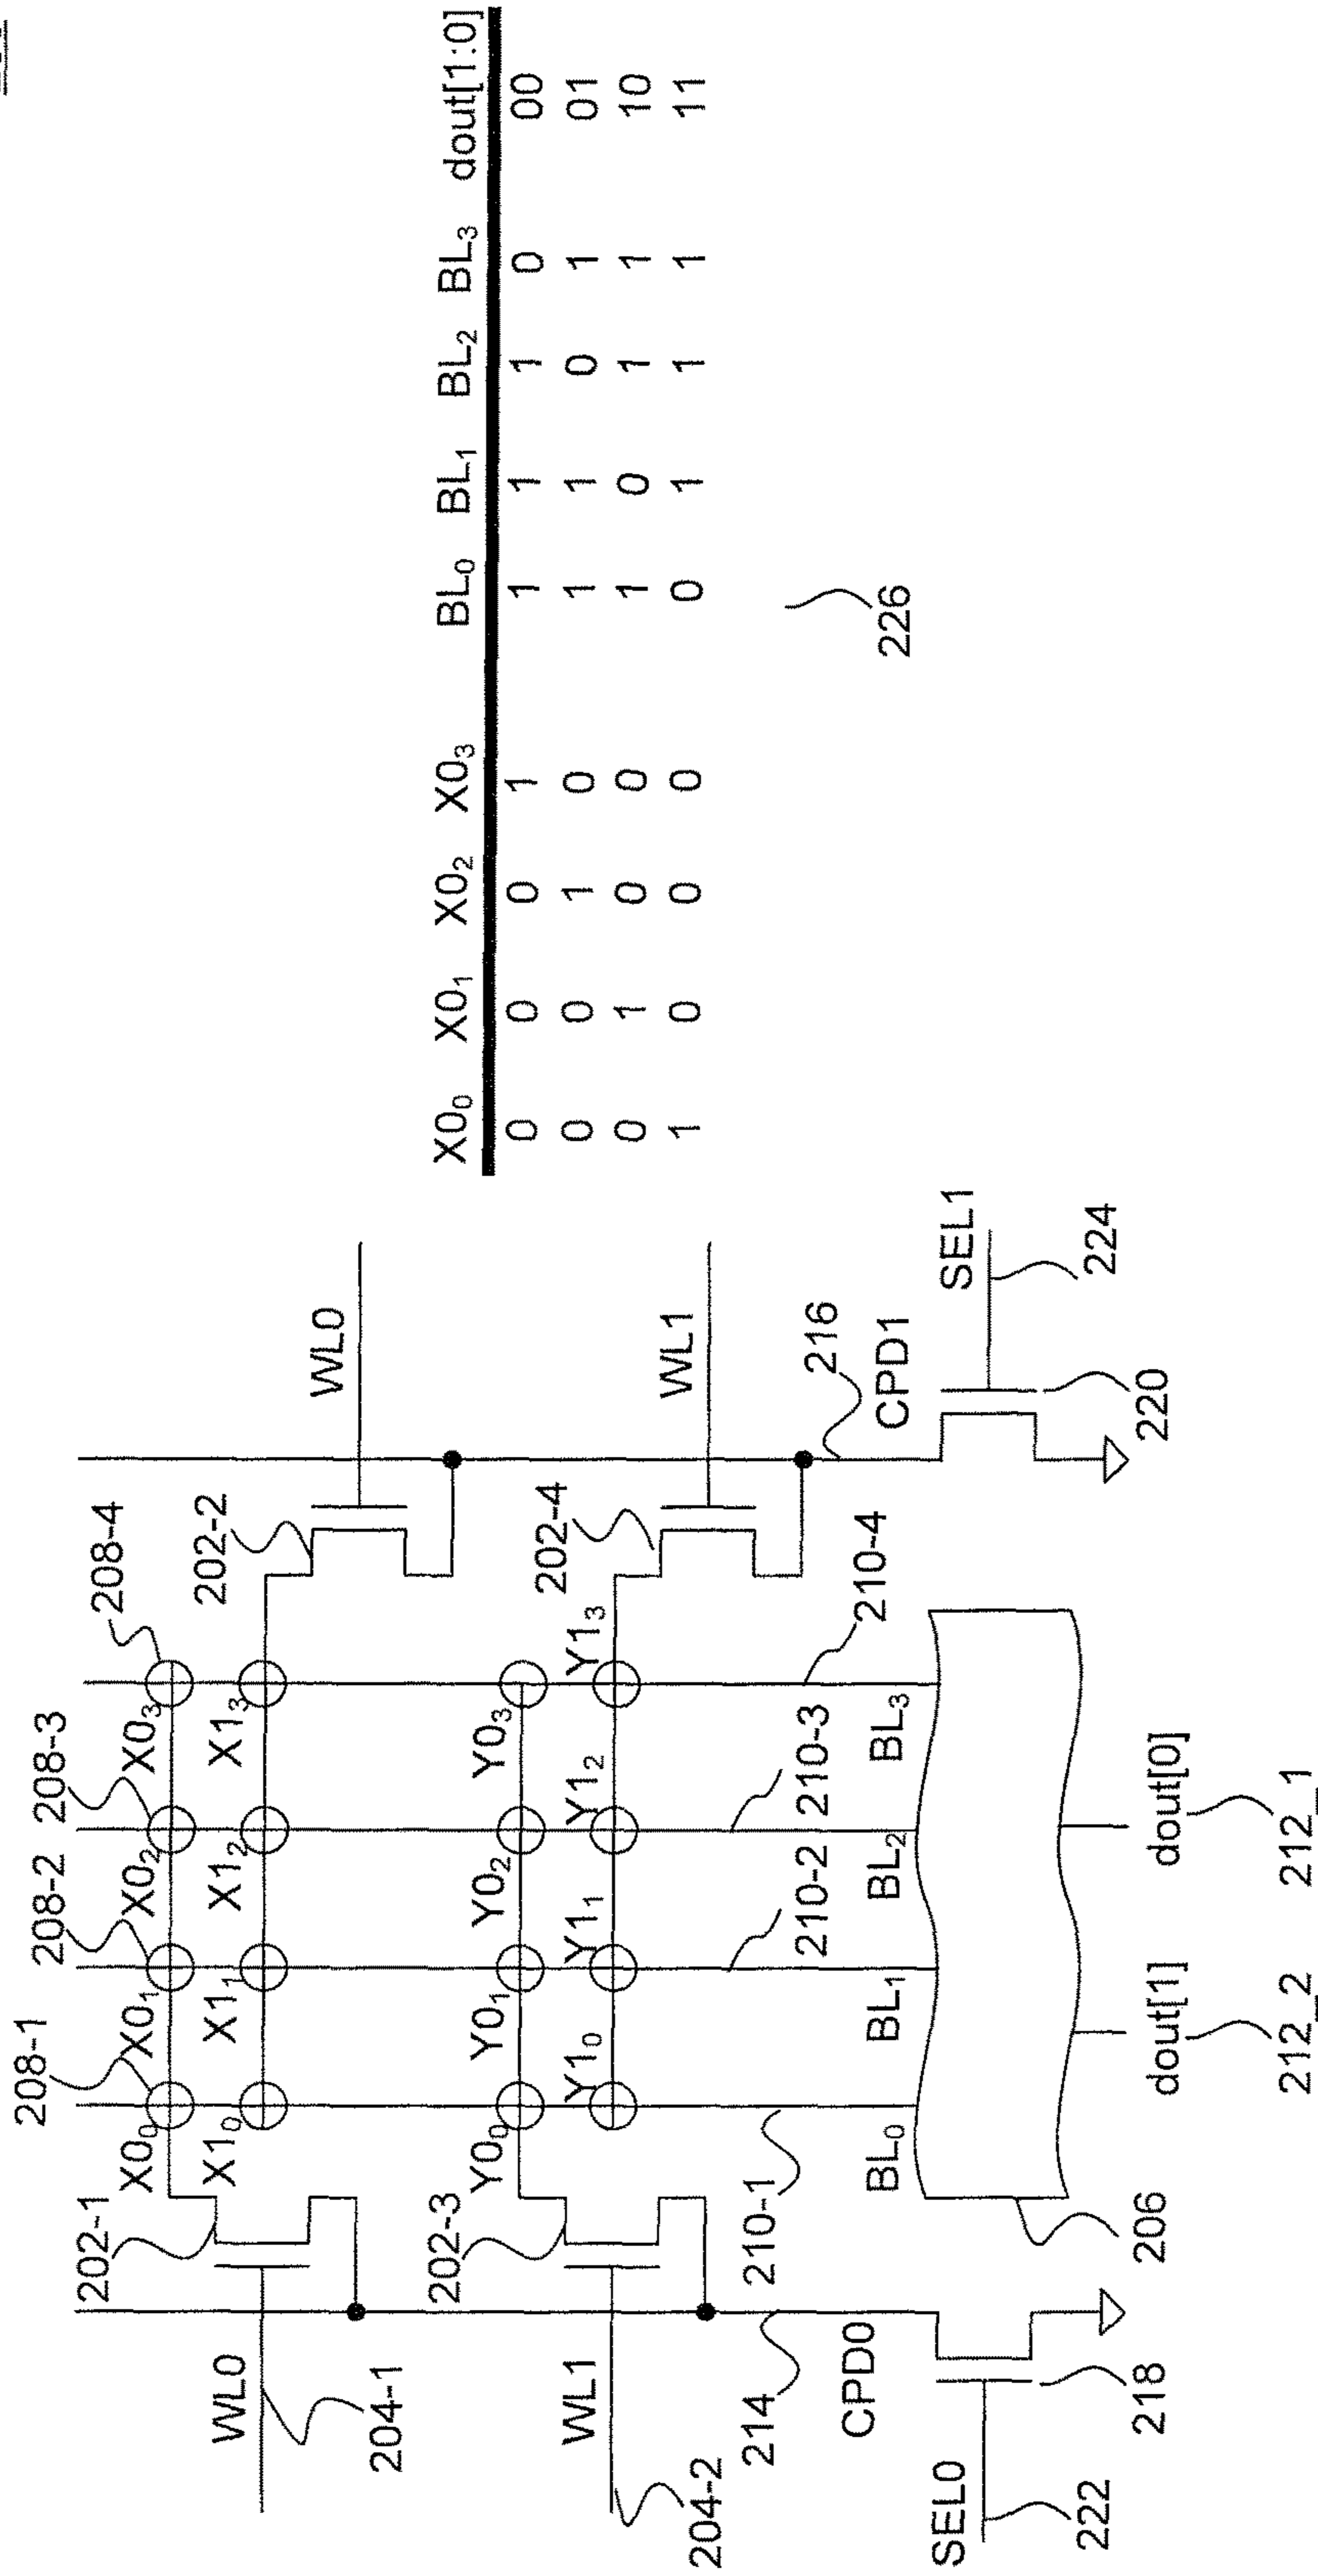 208-1
208-2
208-3
208-4
X0₀ X0₁ X0₂ X0₃
202-1
202-2
X1₀ X1₁ X1₂ X1₃
WL0
WL0
204-1
Y0₀ Y0₁ Y0₂ Y0₃
202-3
202-4
Y1₀ Y1₁ Y1₂ Y1₃
WL1
WL1
204-2
214
210-1
210-2
210-3
210-4
216
CPD0
BL₀ BL₁ BL₂ BL₃
CPD1
SEL0
SEL1
222
218
206
220
224
dout[1] dout[0]
212_2 212_1
X0₀ X0₁ X0₂ X0₃ BL₀ BL₁ BL₂ BL₃ dout[1:0]
0 0 0 1 1 1 1 0 00
0 0 1 0 1 1 0 1 01
0 1 0 0 1 0 1 1 10
1 0 0 0 0 1 1 1 11
226